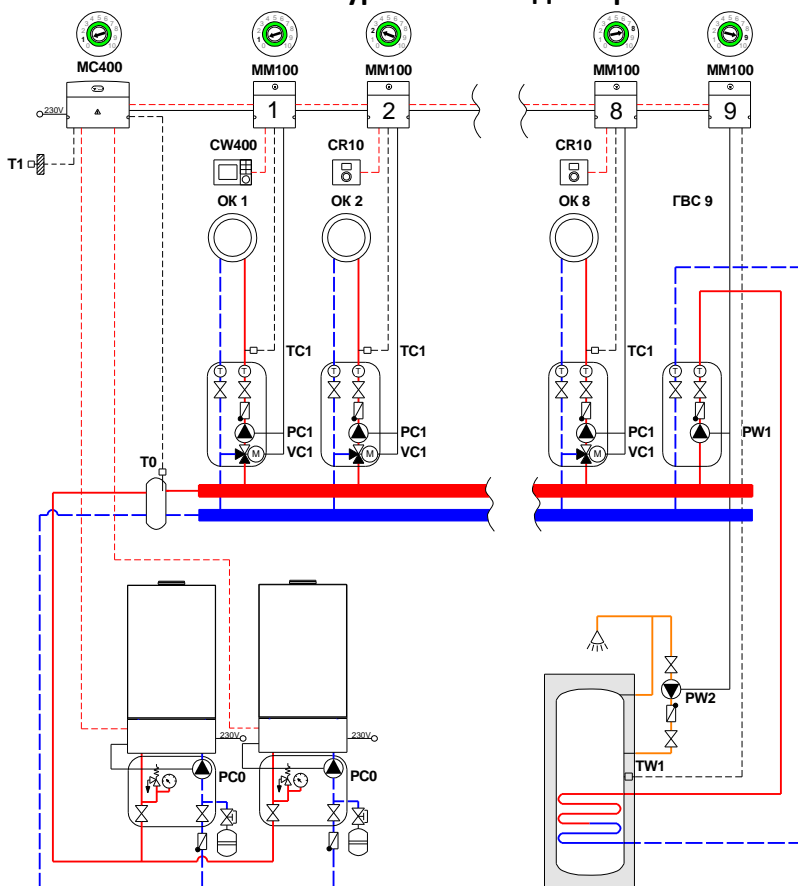 MC400
MM100
MM100
MM100
MM100
230V
1
2
8
9
T1
CW400
CR10
CR10
ОК 1
ОК 2
ОК 8
ГВС 9
TC1
TC1
TC1
T T
T T
T T
T T
PC1
PC1
PC1
PW1
M VC1
M VC1
M VC1
T0
PW2
230V
230V
TW1
PC0
PC0